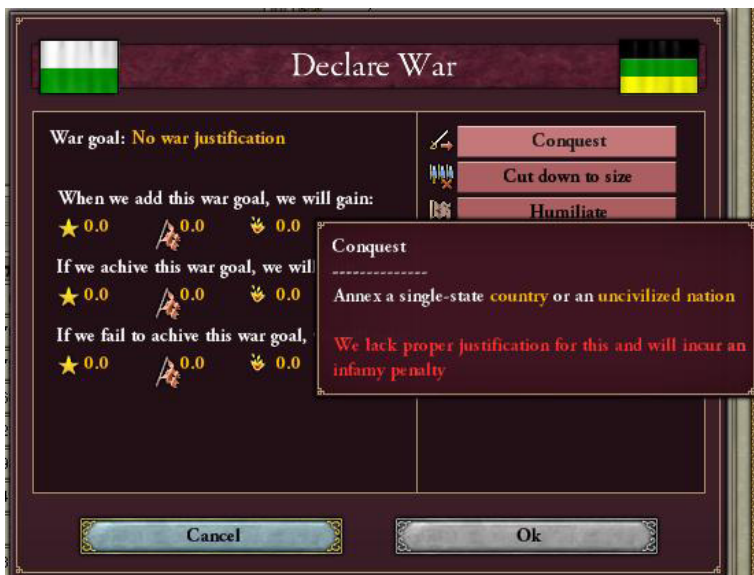 Declare War
War goal: No war justification
Conquest
Cut down to size
Humiliate
When we add this war goal, we will gain:
0.0 0.0 0.0
If we achive this war goal, we will
0.0 0.0 0.0
If we fail to achive this war goal,
0.0 0.0 0.0
Conquest
--------------
Annex a single-state country or an uncivilized nation
We lack proper justification for this and will incur an
infamy penalty
Cancel
Ok